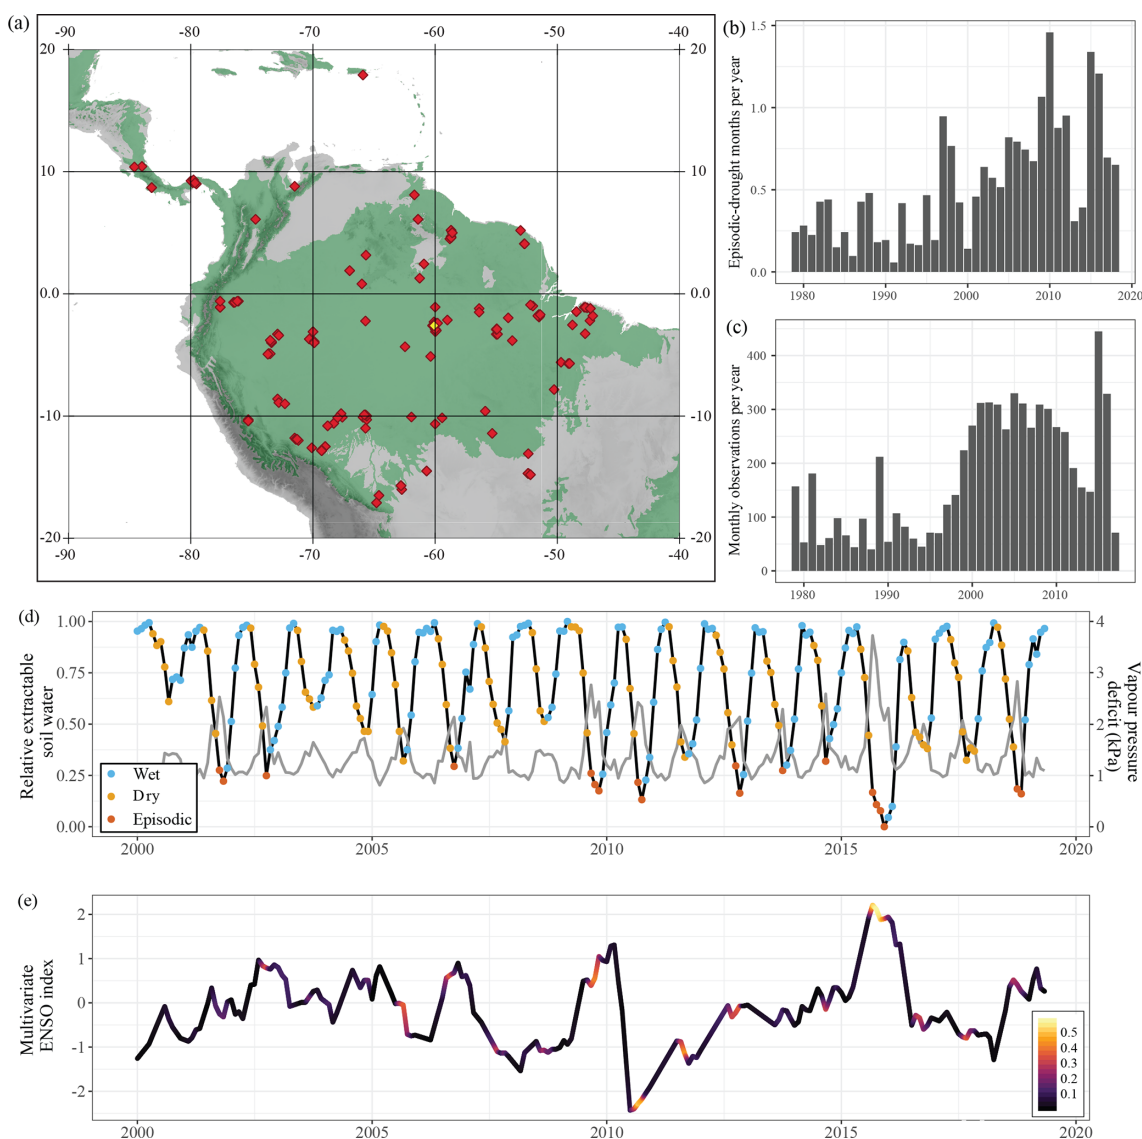 (a)
-90 -80 -70 -60 -50 -40
20 20
10 10
0.0 0.0
-10 -10
-20 -20
-90 -80 -70 -60 -50 -40
(b)
Episodic-drought months per year
1.5
1.0
0.5
0.0
1980 1990 2000 2010 2020
(c)
Monthly observations per year
400
300
200
100
0
1980 1990 2000 2010
(d)
Relative extractable
soil water
1.00
0.75
0.50
0.25
0.00
Wet
Dry
Episodic
4
3
2
1
0
Vapour pressure
deficit (kPa)
2000 2005 2010 2015 2020
(e)
Multivariate
ENSO index
2
1
0
-1
-2
0.5
0.4
0.3
0.2
0.1
2000 2005 2010 2015 2020